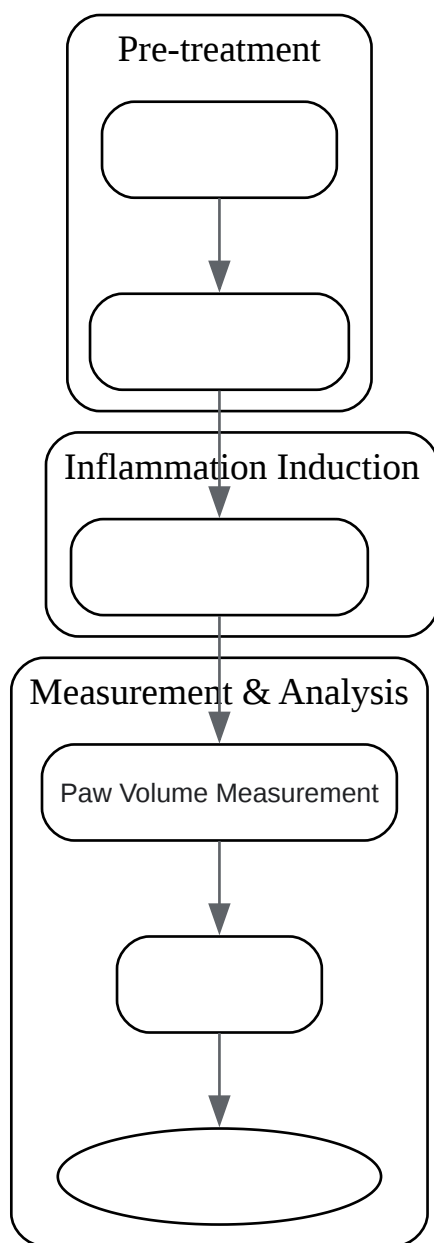 Pre-treatment
Inflammation Induction
Measurement & Analysis
Paw Volume Measurement